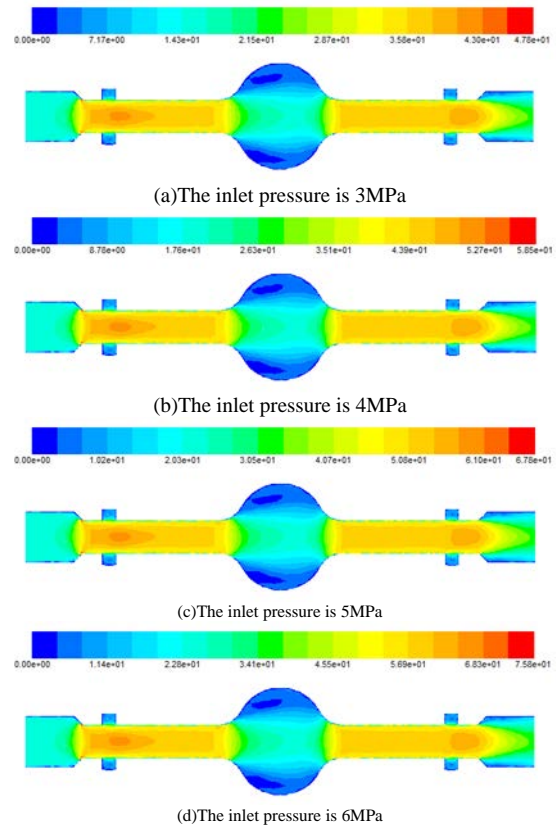 0.00e+00 7.17e+00 1.43e+01 2.15e+01 2.87e+01 3.58e+01 4.30e+01 4.78e+01
(a)The inlet pressure is 3MPa
0.00e+00 8.78e+00 1.76e+01 2.63e+01 3.51e+01 4.39e+01 5.27e+01 5.85e+01
(b)The inlet pressure is 4MPa
0.00e+00 1.02e+01 2.03e+01 3.05e+01 4.07e+01 5.08e+01 6.10e+01 6.78e+01
(c)The inlet pressure is 5MPa
0.00e+00 1.14e+01 2.28e+01 3.41e+01 4.55e+01 5.69e+01 6.83e+01 7.58e+01
(d)The inlet pressure is 6MPa